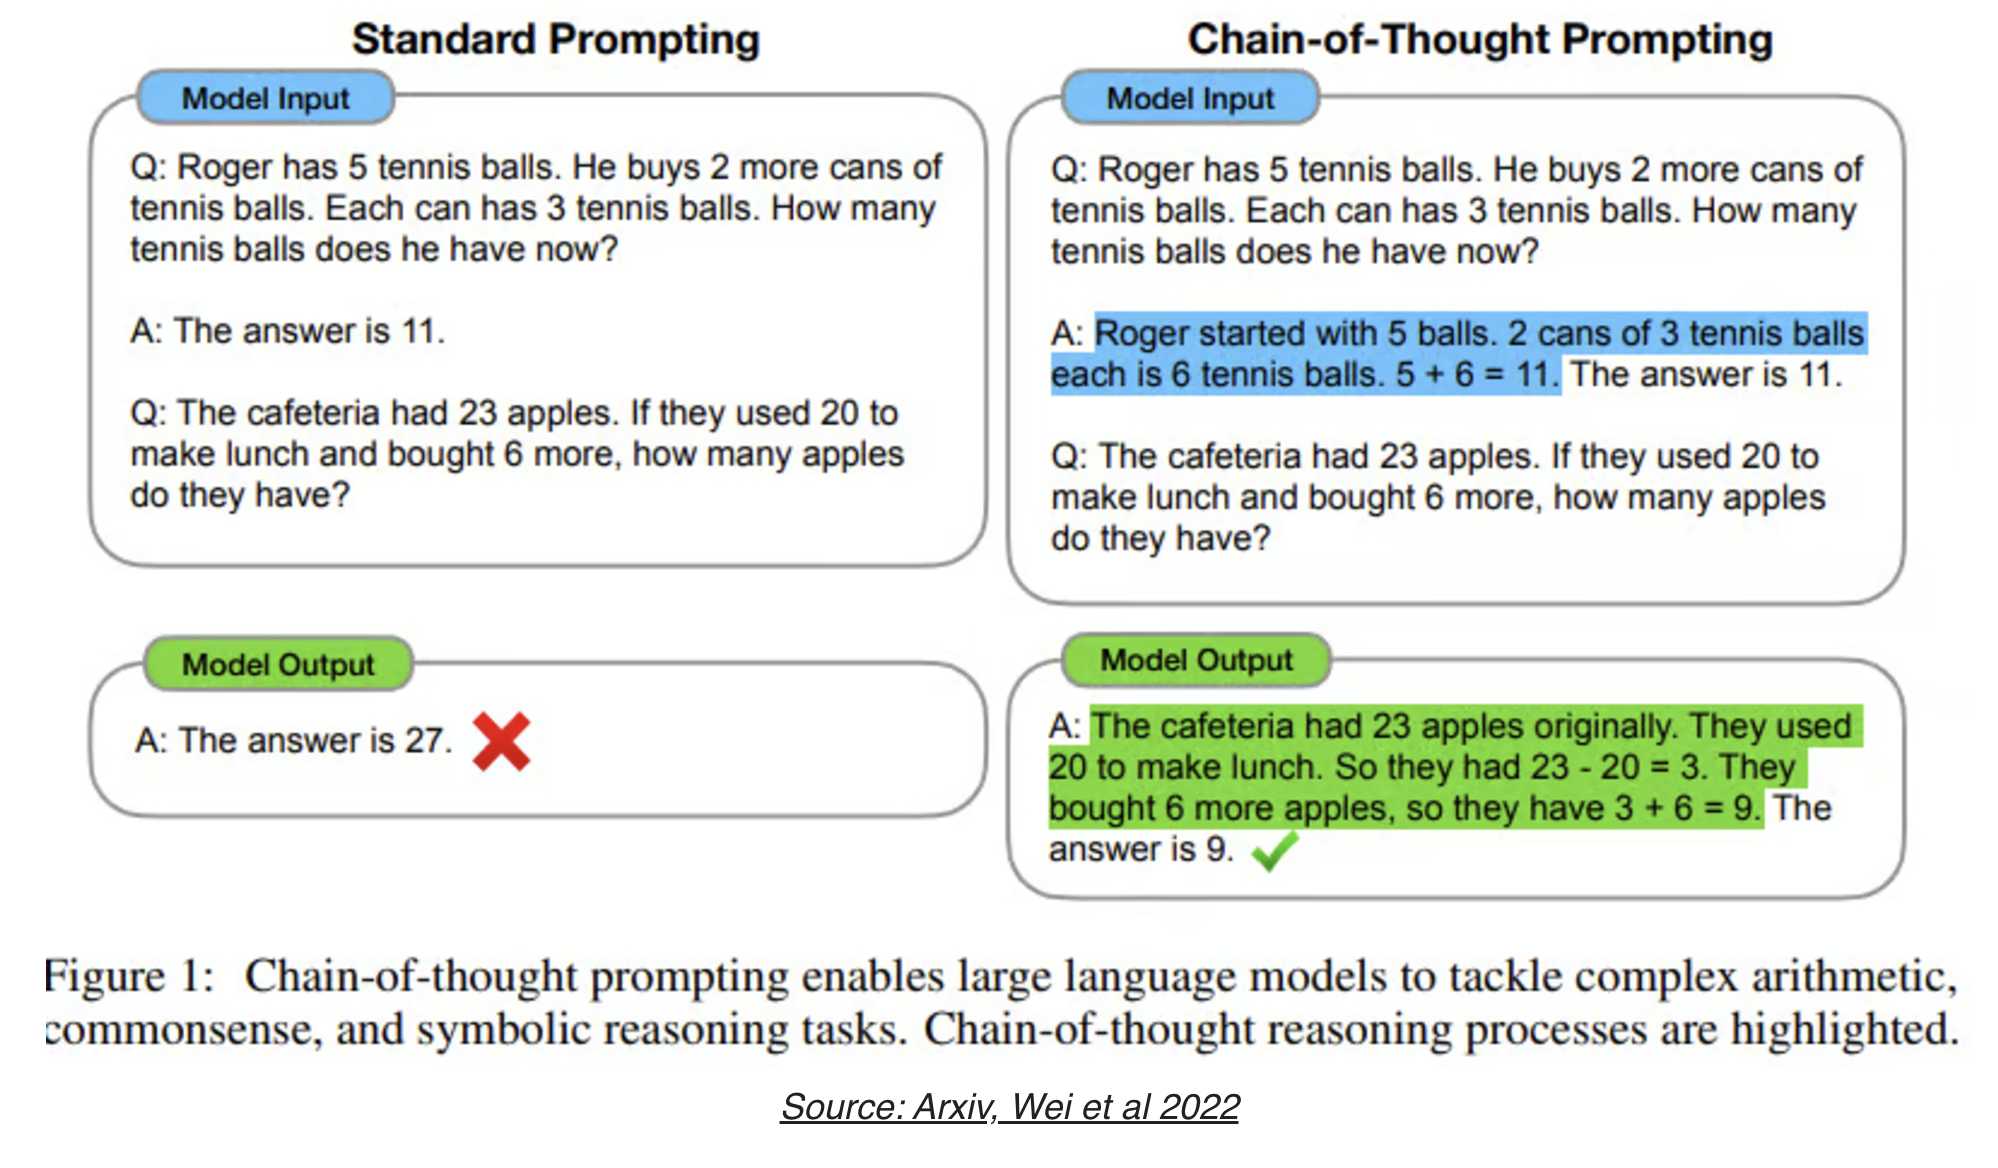 Standard Prompting
Model Input
Q: Roger has 5 tennis balls. He buys 2 more cans of
tennis balls. Each can has 3 tennis balls. How many
tennis balls does he have now?
A: The answer is 11.
Q: The cafeteria had 23 apples. If they used 20 to
make lunch and bought 6 more, how many apples
do they have?
Model Output
A: The answer is 27.
Chain-of-Thought Prompting
Model Input
Q: Roger has 5 tennis balls. He buys 2 more cans of
tennis balls. Each can has 3 tennis balls. How many
tennis balls does he have now?
A: Roger started with 5 balls. 2 cans of 3 tennis balls
each is 6 tennis balls. 5 + 6 = 11. The answer is 11.
Q: The cafeteria had 23 apples. If they used 20 to
make lunch and bought 6 more, how many apples
do they have?
Model Output
A: The cafeteria had 23 apples originally. They used
20 to make lunch. So they had 23 - 20 = 3. They
bought 6 more apples, so they have 3 + 6 = 9. The
answer is 9.
Figure 1: Chain-of-thought prompting enables large language models to tackle complex arithmetic,
commonsense, and symbolic reasoning tasks. Chain-of-thought reasoning processes are highlighted.
Source: Arxiv, Wei et al 2022